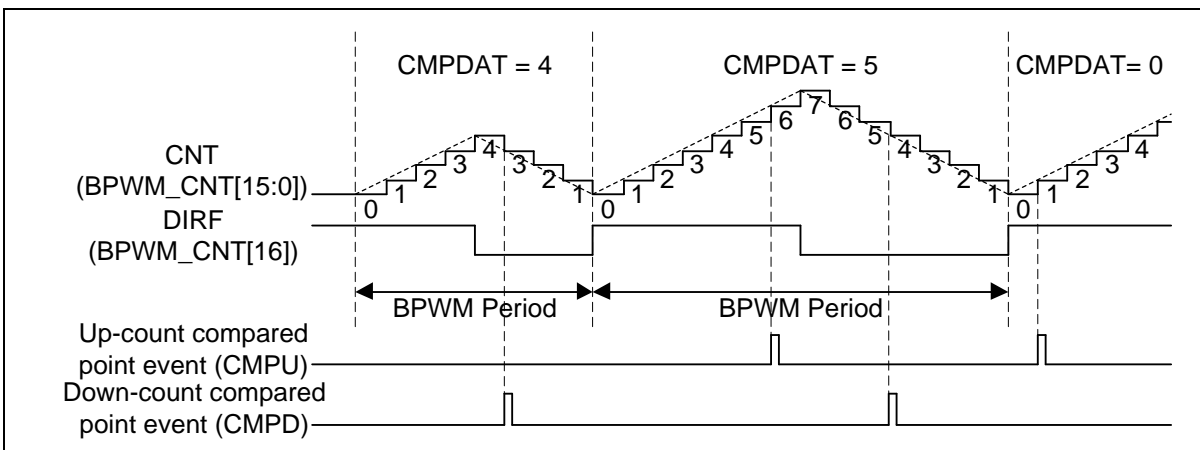 CMPDAT = 4
CMPDAT = 5
CMPDAT= 0
CNT
(BPWM_CNT[15:0])
0 1 2 3 4 3 2 1 0 1 2 3 4 5 6 7 6 5 4 3 2 1 0 1 2 3 4
DIRF
(BPWM_CNT[16])
BPWM Period
BPWM Period
Up-count compared
point event (CMPU)
Down-count compared
point event (CMPD)